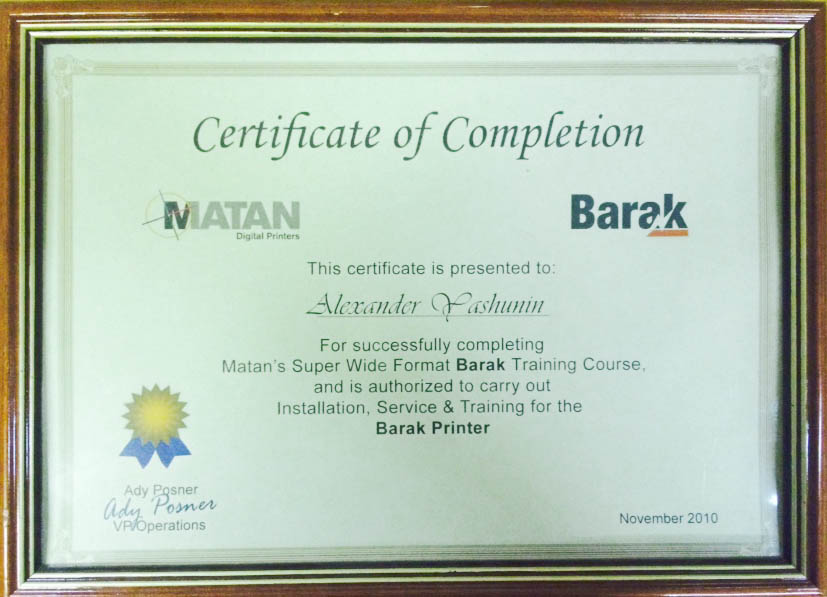 Certificate of Completion
MATAN
Digital Printers
Barak
This certificate is presented to:
Alexander Yashunin
For successfully completing
Matan's Super Wide Format Barak Training Course,
and is authorized to carry out
Installation, Service & Training for the
Barak Printer
Ady Posner
Ady Posner
VP Operations
November 2010